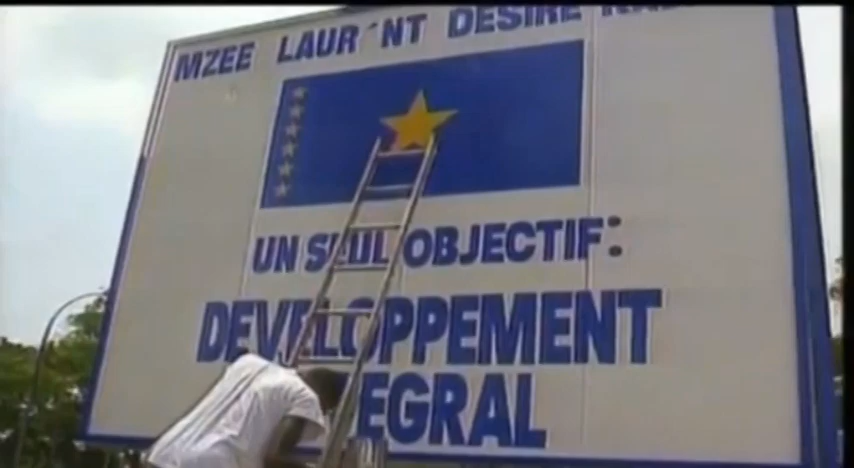 MZEE LAUR´NT DESIRE
UN SEUL OBJECTIF:
DEVELOPPEMENT
EGRAL